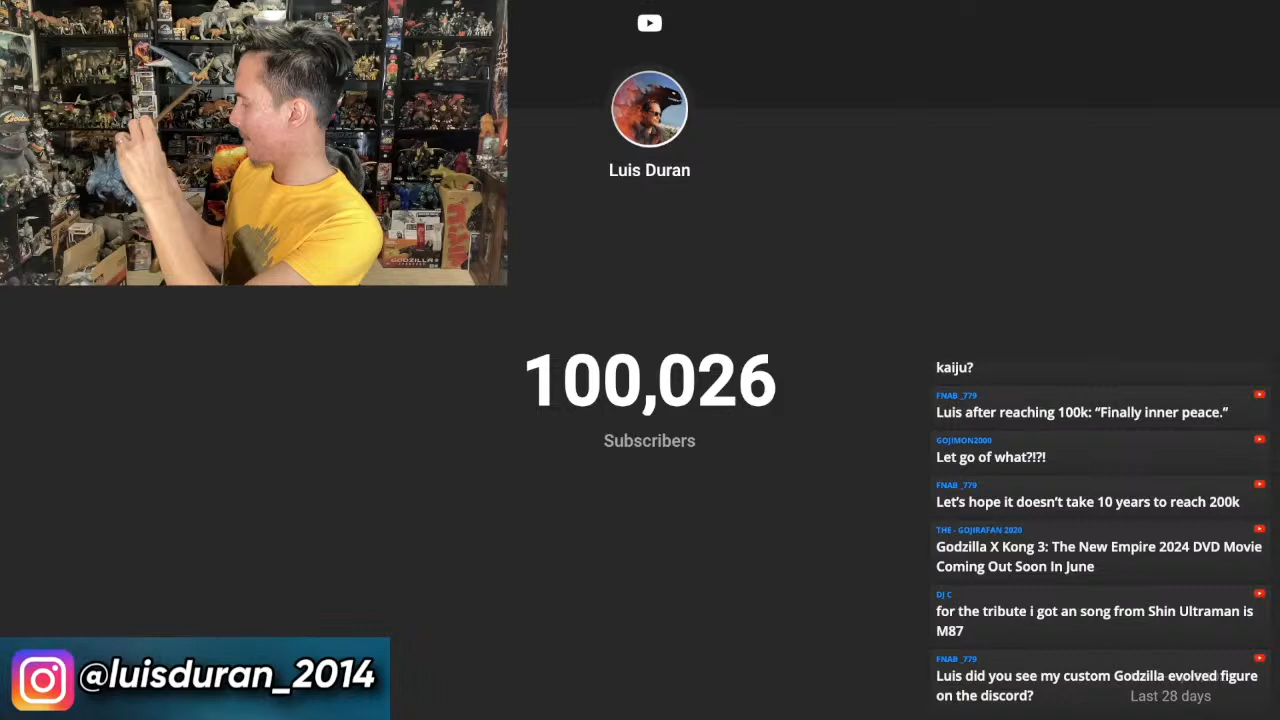 Luis Duran
100,026
Subscribers
kaiju?
FNAB_779
Luis after reaching 100k: “Finally inner peace.”
GOJIMON2000
Let go of what?!?!
FNAB_779
Let’s hope it doesn’t take 10 years to reach 200k
THE - GOJIRAFAN 2020
Godzilla X Kong 3: The New Empire 2024 DVD Movie
Coming Out Soon In June
DJ C
for the tribute i got an song from Shin Ultraman is
M87
FNAB_779
Luis did you see my custom Godzilla evolved figure
on the discord?
Last 28 days
@luisduran_2014
GODZILLA